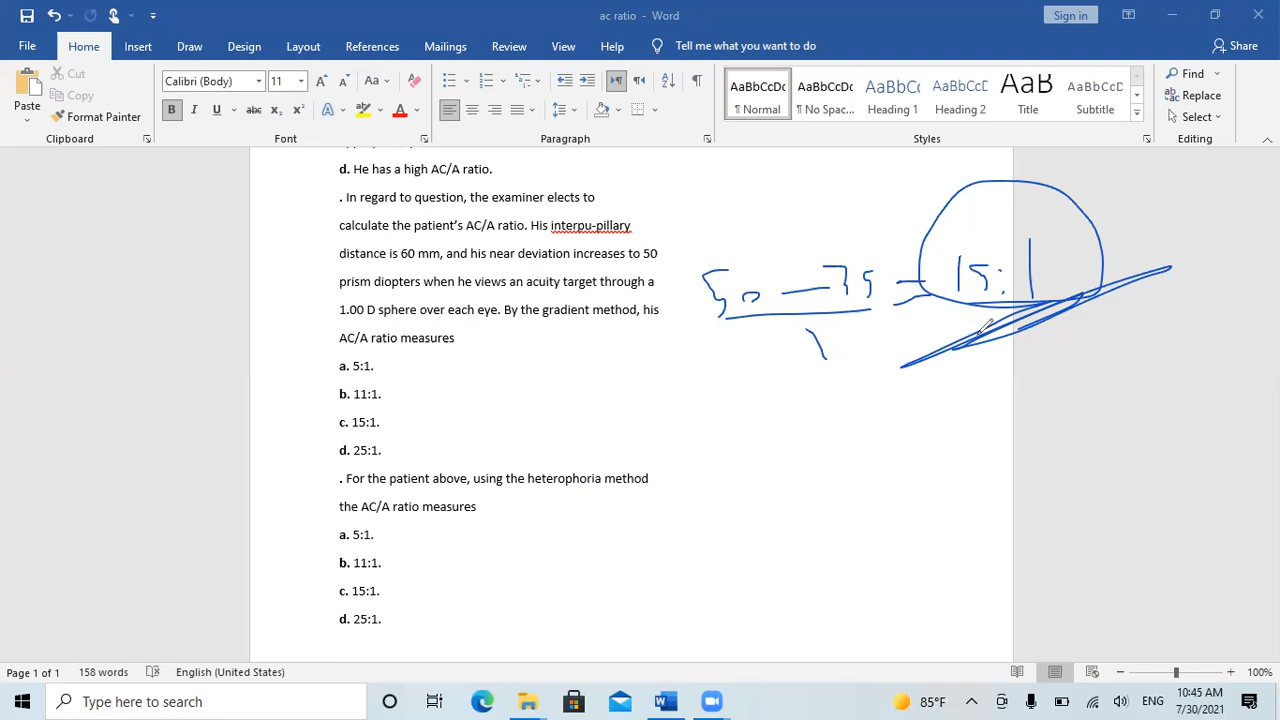 ac ratio - Word
Sign in
File Home Insert Draw Design Layout References Mailings Review View Help Tell me what you want to do Share
Paste
Cut
Copy
Format Painter
Clipboard
Calibri (Body) 11
Font
Paragraph
AaBbCcDc AaBbCcDc AaBbCc AaBbCcD AaB AaBbCcD
¶ Normal ¶ No Spac... Heading 1 Heading 2 Title Subtitle
Styles
Find
Replace
Select
Editing
d. He has a high AC/A ratio.
. In regard to question, the examiner elects to
calculate the patient's AC/A ratio. His interpu-pillary
distance is 60 mm, and his near deviation increases to 50
prism diopters when he views an acuity target through a
1.00 D sphere over each eye. By the gradient method, his
AC/A ratio measures
a. 5:1.
b. 11:1.
c. 15:1.
d. 25:1.
. For the patient above, using the heterophoria method
the AC/A ratio measures
a. 5:1.
b. 11:1.
c. 15:1.
d. 25:1.
50 — 35 = 15:1
1
Page 1 of 1 158 words English (United States) 100%
Type here to search
85°F
ENG
10:45 AM
7/30/2021